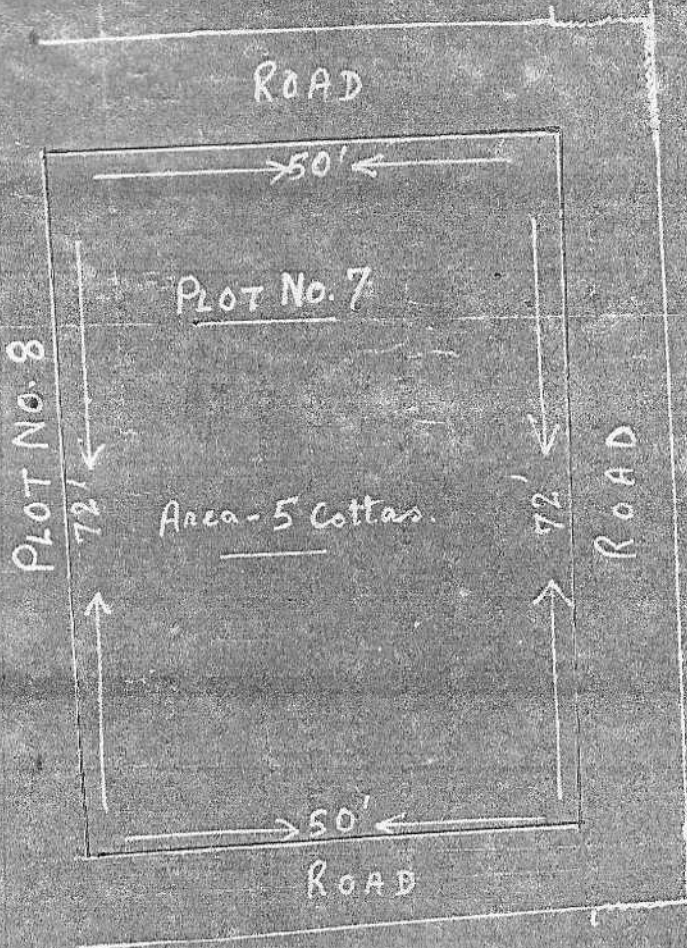 ROAD
50'
PLOT No. 7
PLOT NO. 8
72'
Area - 5 Cottas.
72'
ROAD
50'
ROAD